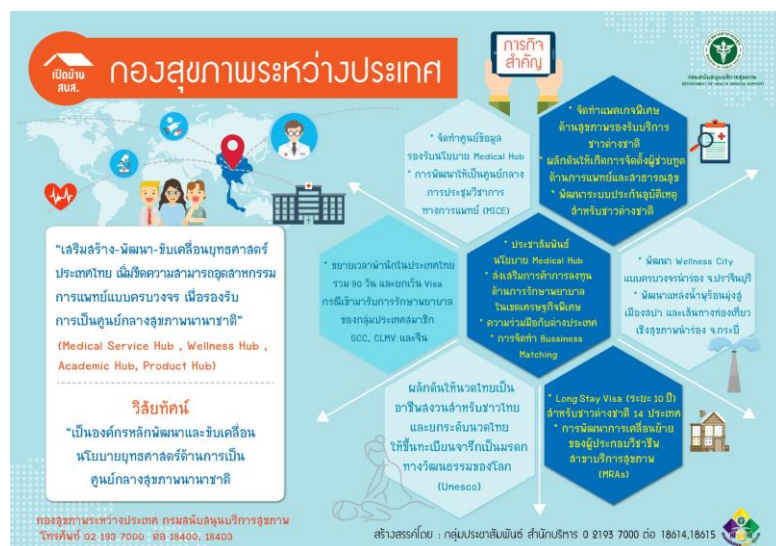 เปิดบ้าน
สบส.
กองสุขภาพระหว่างประเทศ
ภารกิจ
สำคัญ
กรมสนับสนุนบริการสุขภาพ
DEPARTMENT OF HEALTH SERVICE SUPPORT
* จัดทำศูนย์ข้อมูล
รองรับนโยบาย Medical Hub
* การพัฒนาให้เป็นศูนย์กลาง
การประชุมวิชาการ
ทางการแพทย์ (MICE)
* จัดทำแพคเกจพิเศษ
ด้านสุขภาพรองรับบริการ
ชาวต่างชาติ
* ผลักดันให้เกิดการจัดตั้งผู้ช่วยทูต
ด้านการแพทย์และสาธารณสุข
* พัฒนาระบบประกันอุบัติเหตุ
สำหรับชาวต่างชาติ
"เสริมสร้าง-พัฒนา-ขับเคลื่อนยุทธศาสตร์
ประเทศไทย เพิ่มขีดความสามารถอุตสาหกรรม
การแพทย์แบบครบวงจร เพื่อรองรับ
การเป็นศูนย์กลางสุขภาพนานาชาติ"
(Medical Service Hub , Wellness Hub ,
Academic Hub, Product Hub)
วิสัยทัศน์
"เป็นองค์กรหลักพัฒนาและขับเคลื่อน
นโยบายยุทธศาสตร์ด้านการเป็น
ศูนย์กลางสุขภาพนานาชาติ
* ขยายเวลาพำนักในประเทศไทย
รวม 90 วัน และยกเว้น Visa
กรณีเข้ามารับการรักษาพยาบาล
ของกลุ่มประเทศสมาชิก
GCC, CLMV และจีน
* ประชาสัมพันธ์
นโยบาย Medical Hub
* ส่งเสริมการค้าการลงทุน
ด้านการรักษาพยาบาล
ในเขตเศรษฐกิจพิเศษ
* ความร่วมมือกับต่างประเทศ
* การจัดทำ Bussiness
Matching
* พัฒนา Wellness City
แบบครบวงจรนำร่อง จ.ปราจีนบุรี
* พัฒนาแหล่งน้ำพุร้อนมุ่งสู่
เมืองสปา และเส้นทางท่องเที่ยว
เชิงสุขภาพนำร่อง จ.กระบี่
ผลักดันให้นวดไทยเป็น
อาชีพสงวนสำหรับชาวไทย
และยกระดับนวดไทย
ให้ขึ้นทะเบียนจารึกเป็นมรดก
ทางวัฒนธรรมของโลก
(Unesco)
* Long Stay Visa (ระยะ 10 ปี)
สำหรับชาวต่างชาติ 14 ประเทศ
* การพัฒนาการเคลื่อนย้าย
ของผู้ประกอบวิชาชีพ
สาขาบริการสุขภาพ
(MRAs)
กองสุขภาพระหว่างประเทศ กรมสนับสนุนบริการสุขภาพ
โทรศัพท์ 02 193 7000 ต่อ 18400, 18403
สร้างสรรค์โดย : กลุ่มประชาสัมพันธ์ สำนักบริหาร 0 2193 7000 ต่อ 18614,18615